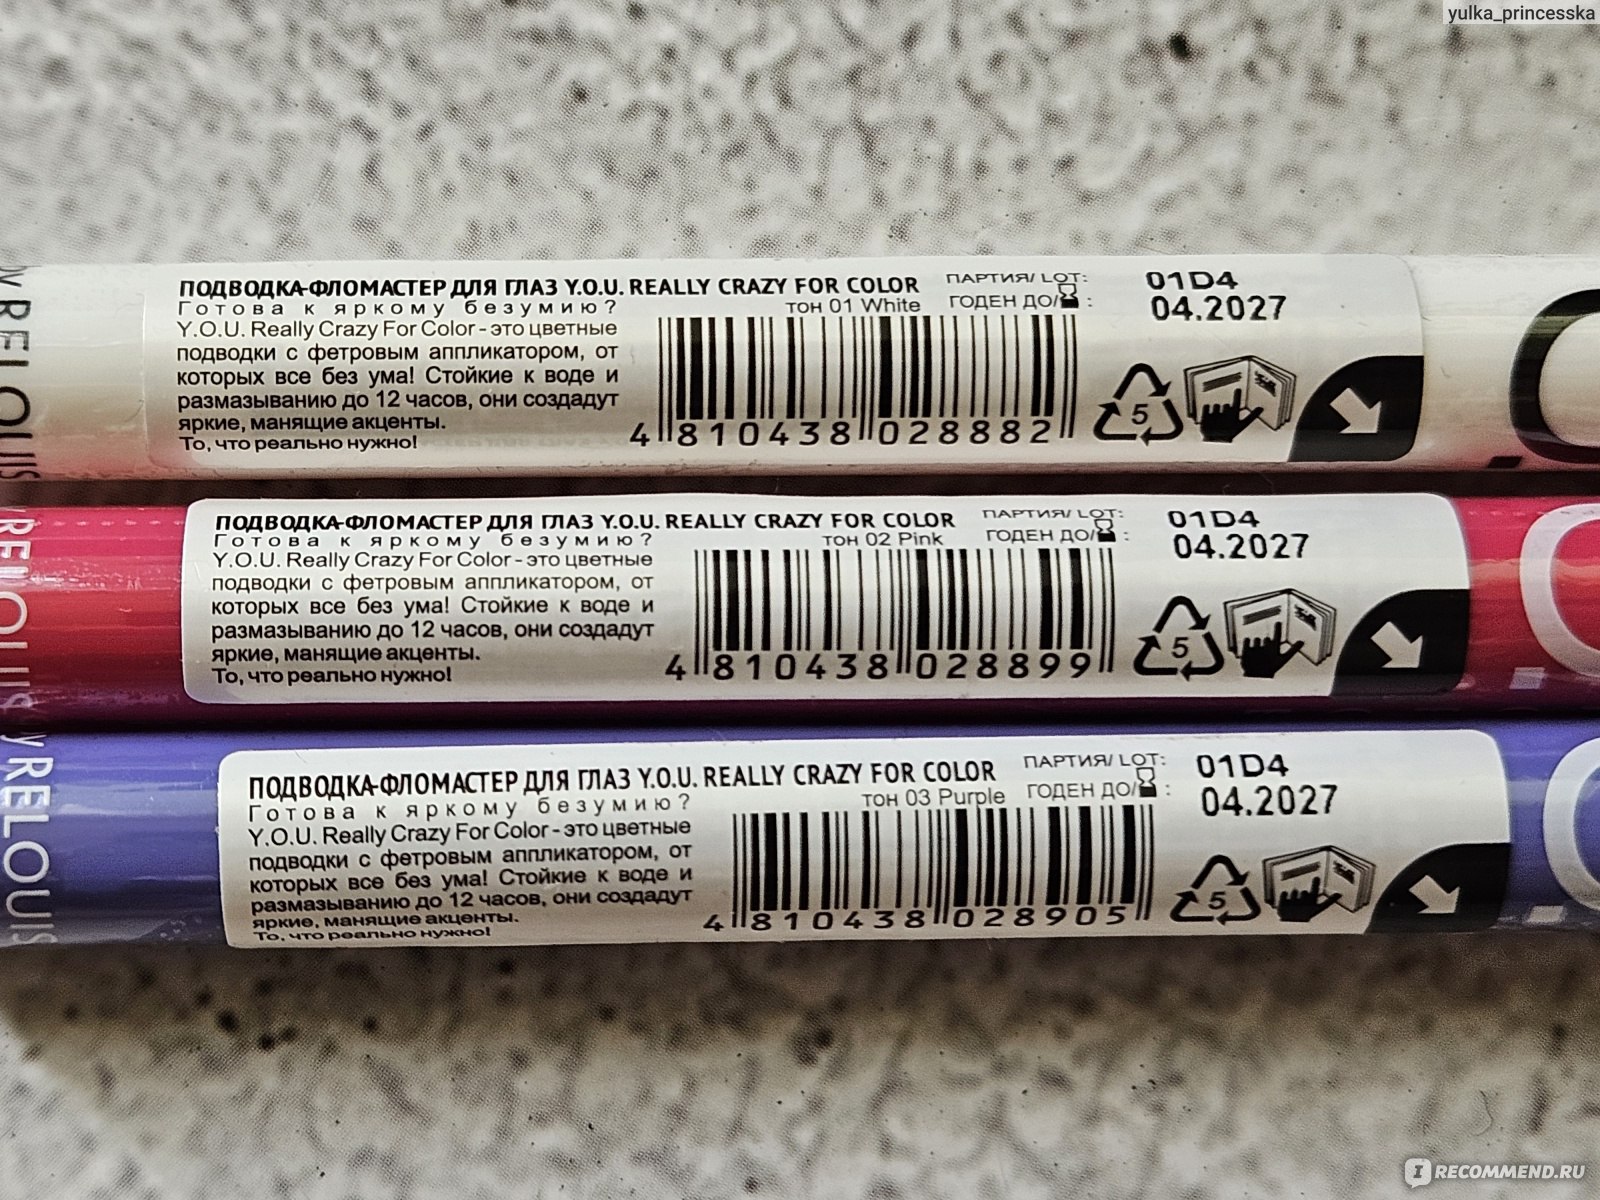 yulka_princesska
by RELOUIS
ПОДВОДКА-ФЛОМАСТЕР ДЛЯ ГЛАЗ Y.O.U. REALLY CRAZY FOR COLOR
Готова к яркому безумию?
тон 01 White
Y.O.U. Really Crazy For Color - это цветные
подводки с фетровым аппликатором, от
которых все без ума! Стойкие к воде и
размазыванию до 12 часов, они создадут
яркие, манящие акценты.
То, что реально нужно!
4 810438 028882
ПАРТИЯ/ LOT: 01D4
ГОДЕН ДО/ : 04.2027
5
by RELOUIS
ПОДВОДКА-ФЛОМАСТЕР ДЛЯ ГЛАЗ Y.O.U. REALLY CRAZY FOR COLOR
Готова к яркому безумию?
тон 02 Pink
Y.O.U. Really Crazy For Color - это цветные
подводки с фетровым аппликатором, от
которых все без ума! Стойкие к воде и
размазыванию до 12 часов, они создадут
яркие, манящие акценты.
То, что реально нужно!
4 810438 028899
ПАРТИЯ/ LOT: 01D4
ГОДЕН ДО/ : 04.2027
5
by RELOUIS
ПОДВОДКА-ФЛОМАСТЕР ДЛЯ ГЛАЗ Y.O.U. REALLY CRAZY FOR COLOR
Готова к яркому безумию?
тон 03 Purple
Y.O.U. Really Crazy For Color - это цветные
подводки с фетровым аппликатором, от
которых все без ума! Стойкие к воде и
размазыванию до 12 часов, они создадут
яркие, манящие акценты.
То, что реально нужно!
4 810438 028905
ПАРТИЯ/ LOT: 01D4
ГОДЕН ДО/ : 04.2027
5
IRECOMMEND.RU